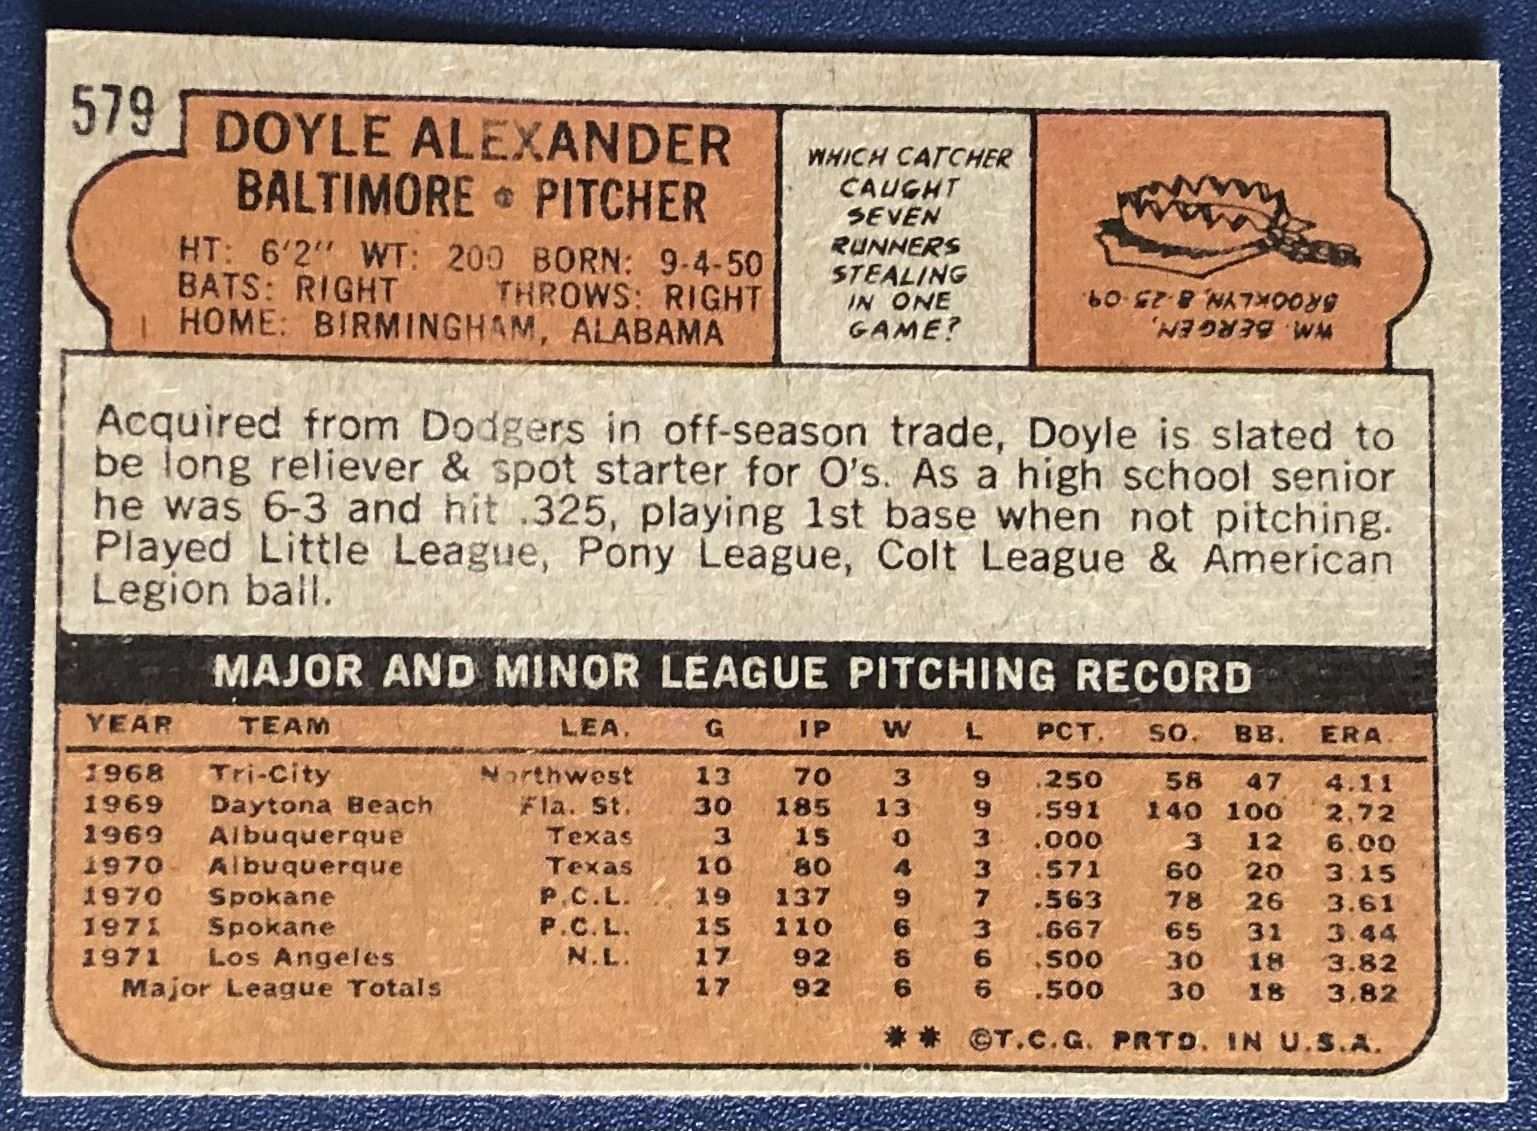 579
DOYLE ALEXANDER
BALTIMORE • PITCHER
HT: 6'2" WT: 200 BORN: 9-4-50
BATS: RIGHT THROWS: RIGHT
HOME: BIRMINGHAM, ALABAMA
WHICH CATCHER
CAUGHT
SEVEN
RUNNERS
STEALING
IN ONE
GAME?
WM. BERGEN,
BROOKLYN, 8-25-09.
Acquired from Dodgers in off-season trade, Doyle is slated to
be long reliever & spot starter for O's. As a high school senior
he was 6-3 and hit .325, playing 1st base when not pitching.
Played Little League, Pony League, Colt League & American
Legion ball.
MAJOR AND MINOR LEAGUE PITCHING RECORD
YEAR TEAM LEA. G IP W L PCT. SO. BB. ERA.
1968 Tri-City Northwest 13 70 3 9 .250 58 47 4.11
1969 Daytona Beach Fla. St. 30 185 13 9 .591 140 100 2.72
1969 Albuquerque Texas 3 15 0 3 .000 3 12 6.00
1970 Albuquerque Texas 10 80 4 3 .571 60 20 3.15
1970 Spokane P.C.L. 19 137 9 7 .563 78 26 3.61
1971 Spokane P.C.L. 15 110 6 3 .667 65 31 3.44
1971 Los Angeles N.L. 17 92 6 6 .500 30 18 3.82
Major League Totals 17 92 6 6 .500 30 18 3.82
** ©T.C.G. PRTD. IN U.S.A.